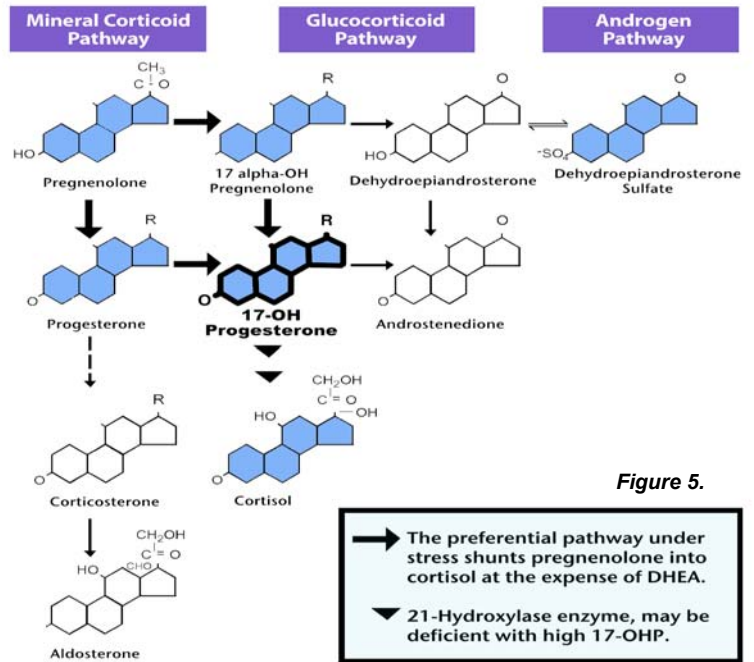 Mineral Corticoid
Pathway
Glucocorticoid
Pathway
Androgen
Pathway
CH₃
C - O
HO
Pregnenolone
R
17 alpha-OH
Pregnenolone
O
HO
Dehydroepiandrosterone
O
-SO₄
Dehydroepiandrosterone
Sulfate
R
O
Progesterone
R
O
17-OH
Progesterone
O
O
Androstenedione
R
O
Corticosterone
CH₂OH
C = O
HO
OH
O
Cortisol
CH₂OH
C = O
CHO
HO
O
Aldosterone
Figure 5.
The preferential pathway under
stress shunts pregnenolone into
cortisol at the expense of DHEA.
21-Hydroxylase enzyme, may be
deficient with high 17-OHP.